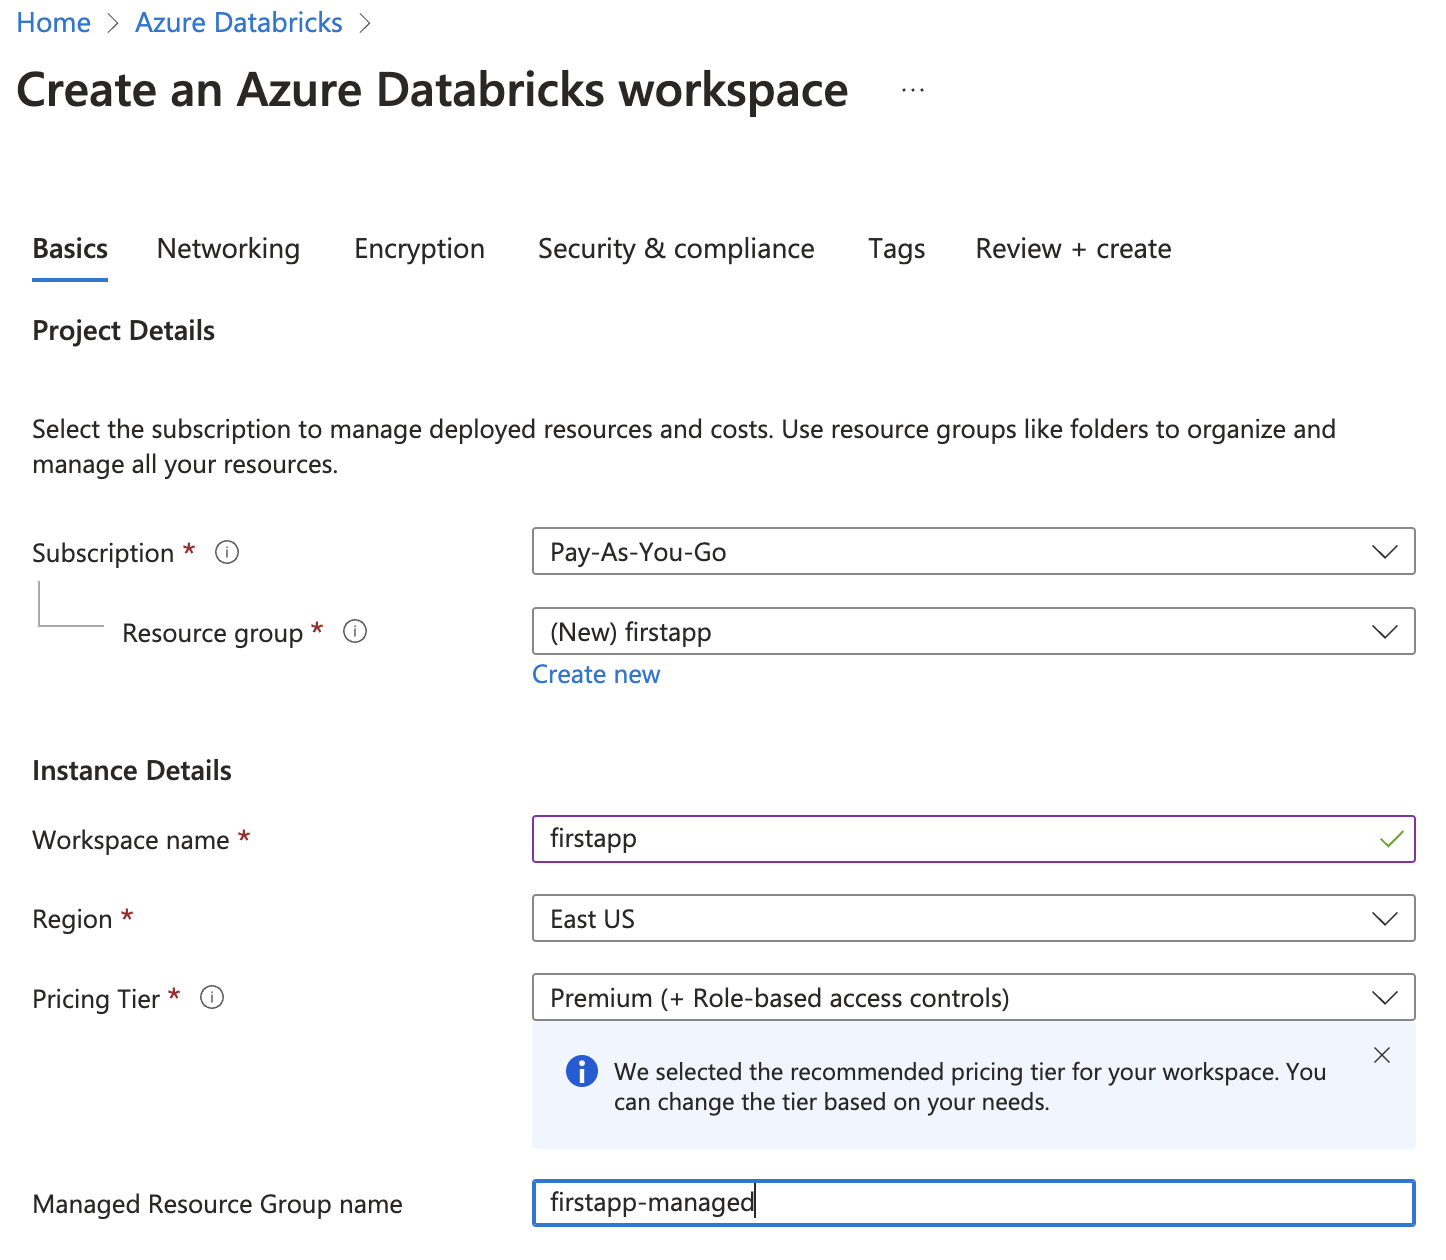 Home > Azure Databricks >
Create an Azure Databricks workspace ...
Basics Networking Encryption Security & compliance Tags Review + create
Project Details
Select the subscription to manage deployed resources and costs. Use resource groups like folders to organize and
manage all your resources.
Subscription * Pay-As-You-Go
Resource group * (New) firstapp
Create new
Instance Details
Workspace name * firstapp
Region * East US
Pricing Tier * Premium (+ Role-based access controls)
We selected the recommended pricing tier for your workspace. You
can change the tier based on your needs.
Managed Resource Group name firstapp-managed